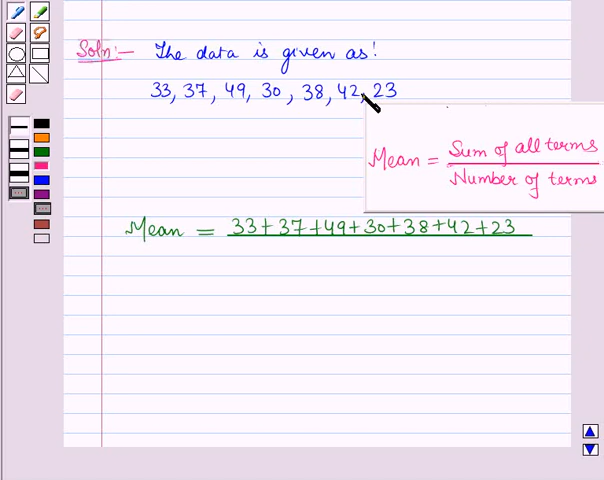 Soln:- The data is given as:
33, 37, 49, 30, 38, 42, 23
Mean = Sum of all terms
Number of terms
Mean = 33+37+49+30+38+42+23